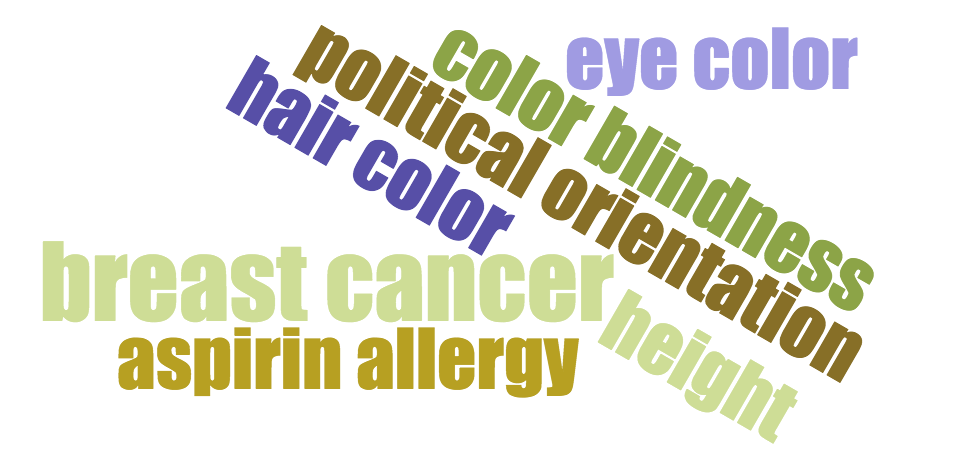 eye color
color blindness
political orientation
hair color
breast cancer
height
aspirin allergy